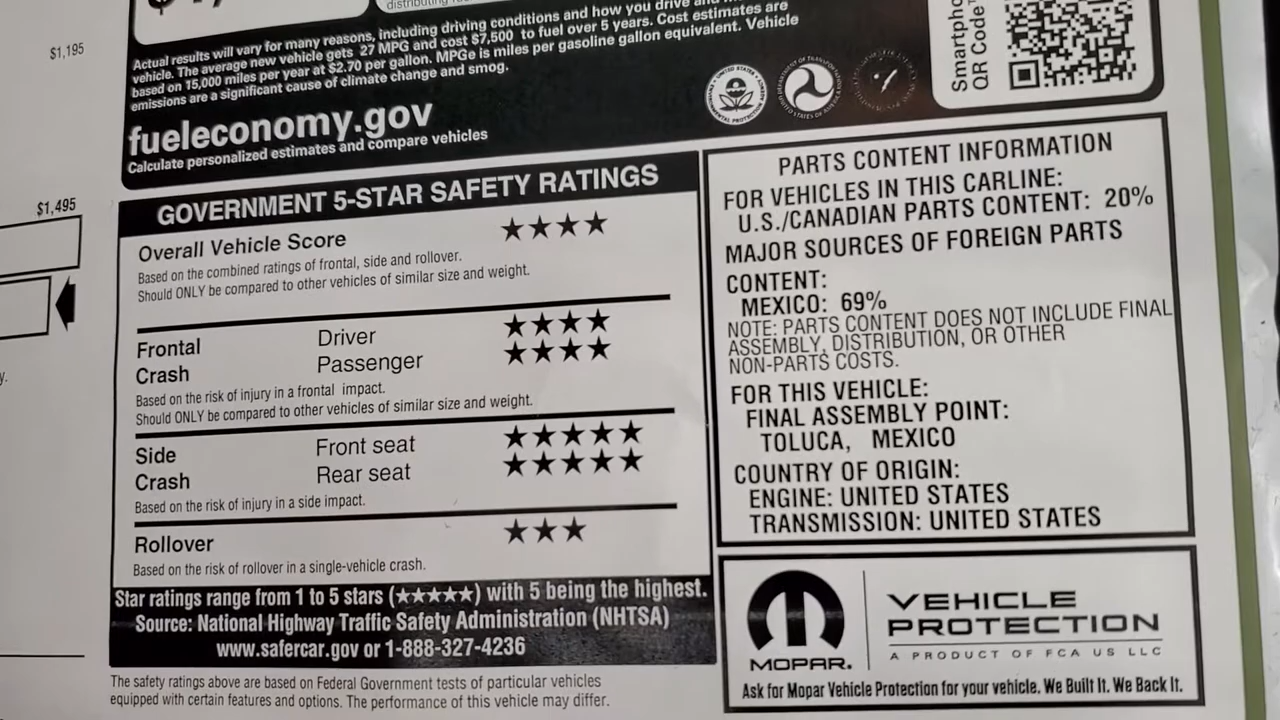 $1,195
$1,495
y.
Actual results will vary for many reasons, including driving conditions and how you drive and
vehicle. The average new vehicle gets 27 MPG and cost $7,500 to fuel over 5 years. Cost estimates are
based on 15,000 miles per year at $2.70 per gallon. MPGe is miles per gasoline gallon equivalent. Vehicle
emissions are a significant cause of climate change and smog.
fueleconomy.gov
Calculate personalized estimates and compare vehicles
QR Code™
GOVERNMENT 5-STAR SAFETY RATINGS
Overall Vehicle Score ★★★★
Based on the combined ratings of frontal, side and rollover.
Should ONLY be compared to other vehicles of similar size and weight.
Frontal Driver ★★★★
Crash Passenger ★★★★
Based on the risk of injury in a frontal impact.
Should ONLY be compared to other vehicles of similar size and weight.
Side Front seat ★★★★★
Crash Rear seat ★★★★★
Based on the risk of injury in a side impact.
Rollover ★★★
Based on the risk of rollover in a single-vehicle crash.
Star ratings range from 1 to 5 stars (★★★★★) with 5 being the highest.
Source: National Highway Traffic Safety Administration (NHTSA)
www.safercar.gov or 1-888-327-4236
The safety ratings above are based on Federal Government tests of particular vehicles
equipped with certain features and options. The performance of this vehicle may differ.
PARTS CONTENT INFORMATION
FOR VEHICLES IN THIS CARLINE:
U.S./CANADIAN PARTS CONTENT: 20%
MAJOR SOURCES OF FOREIGN PARTS
CONTENT:
MEXICO: 69%
NOTE: PARTS CONTENT DOES NOT INCLUDE FINAL
ASSEMBLY, DISTRIBUTION, OR OTHER
NON-PARTS COSTS.
FOR THIS VEHICLE:
FINAL ASSEMBLY POINT:
TOLUCA, MEXICO
COUNTRY OF ORIGIN:
ENGINE: UNITED STATES
TRANSMISSION: UNITED STATES
MOPAR.
VEHICLE
PROTECTION
A PRODUCT OF FCA US LLC
Ask for Mopar Vehicle Protection for your vehicle. We Built It. We Back It.